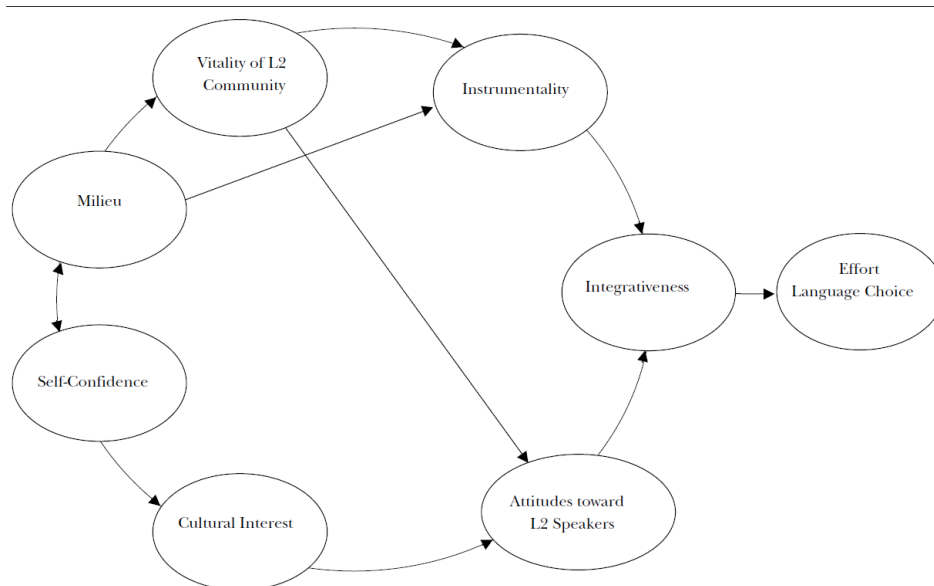 Vitality of L2
Community
Instrumentality
Milieu
Integrativeness
Effort
Language Choice
Self-Confidence
Cultural Interest
Attitudes toward
L2 Speakers